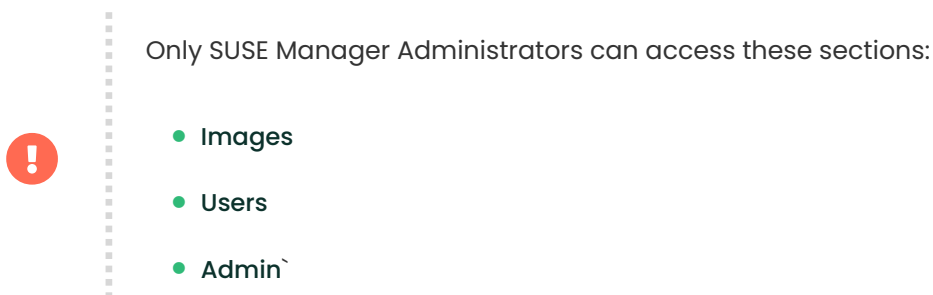 Only SUSE Manager Administrators can access these sections:
Images
Users
Admin`